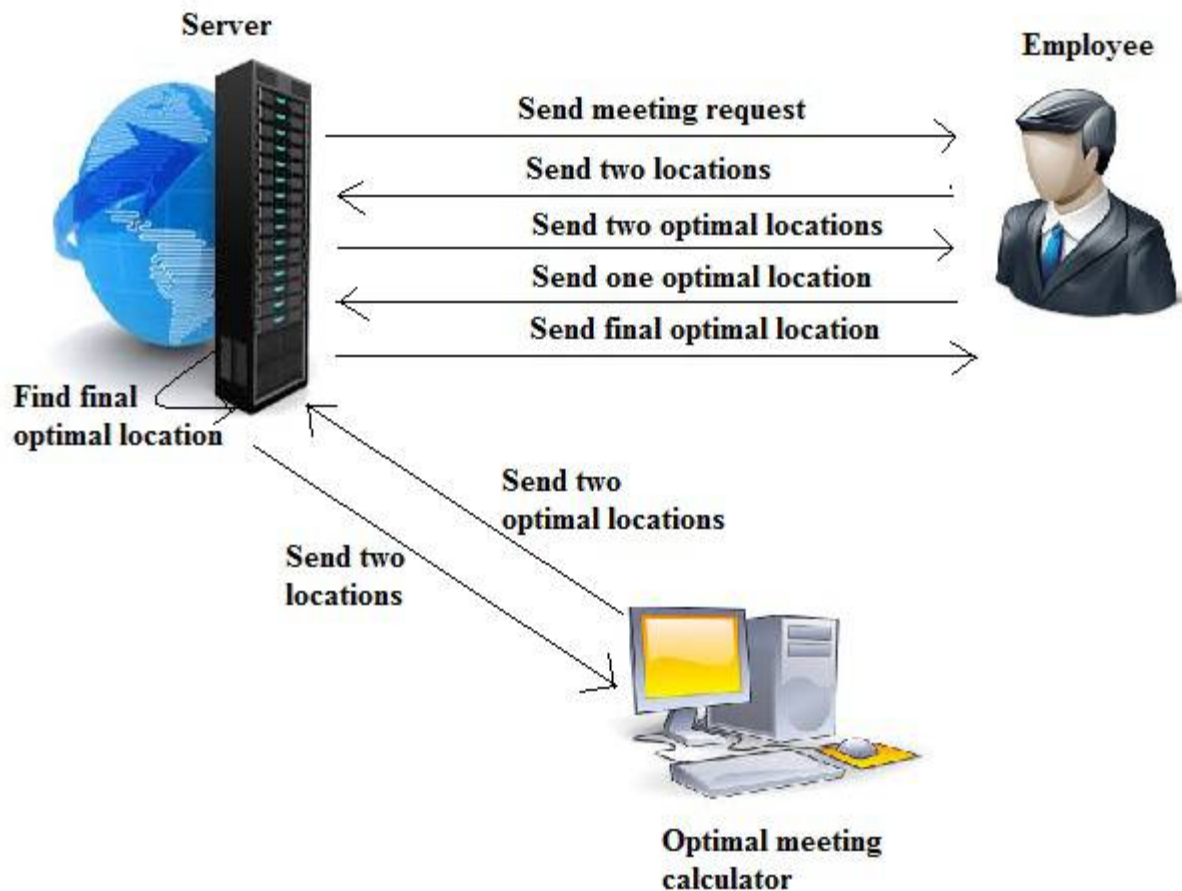 Server
Employee
Send meeting request
Send two locations
Send two optimal locations
Send one optimal location
Send final optimal location
Find final
optimal location
Send two
optimal locations
Send two
locations
Optimal meeting
calculator